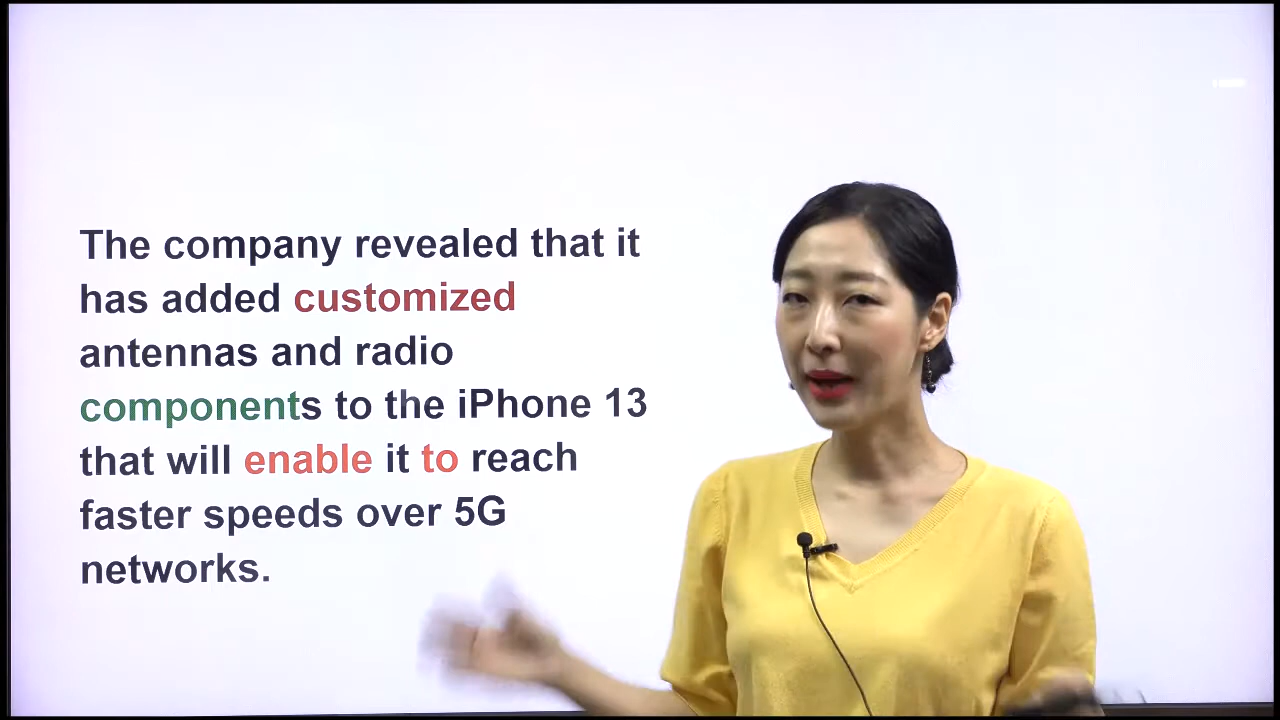 The company revealed that it
has added customized
antennas and radio
components to the iPhone 13
that will enable it to reach
faster speeds over 5G
networks.